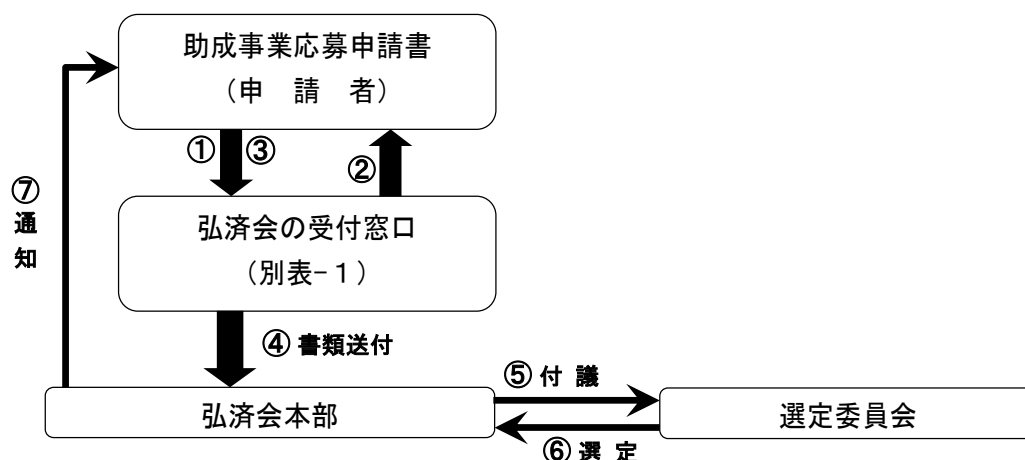 助成事業応募申請書
（申　請　者）
① ③
②
⑦
通
知
弘済会の受付窓口
（別表-１）
④ 書類送付
⑤ 付 議
弘済会本部
選定委員会
⑥ 選 定